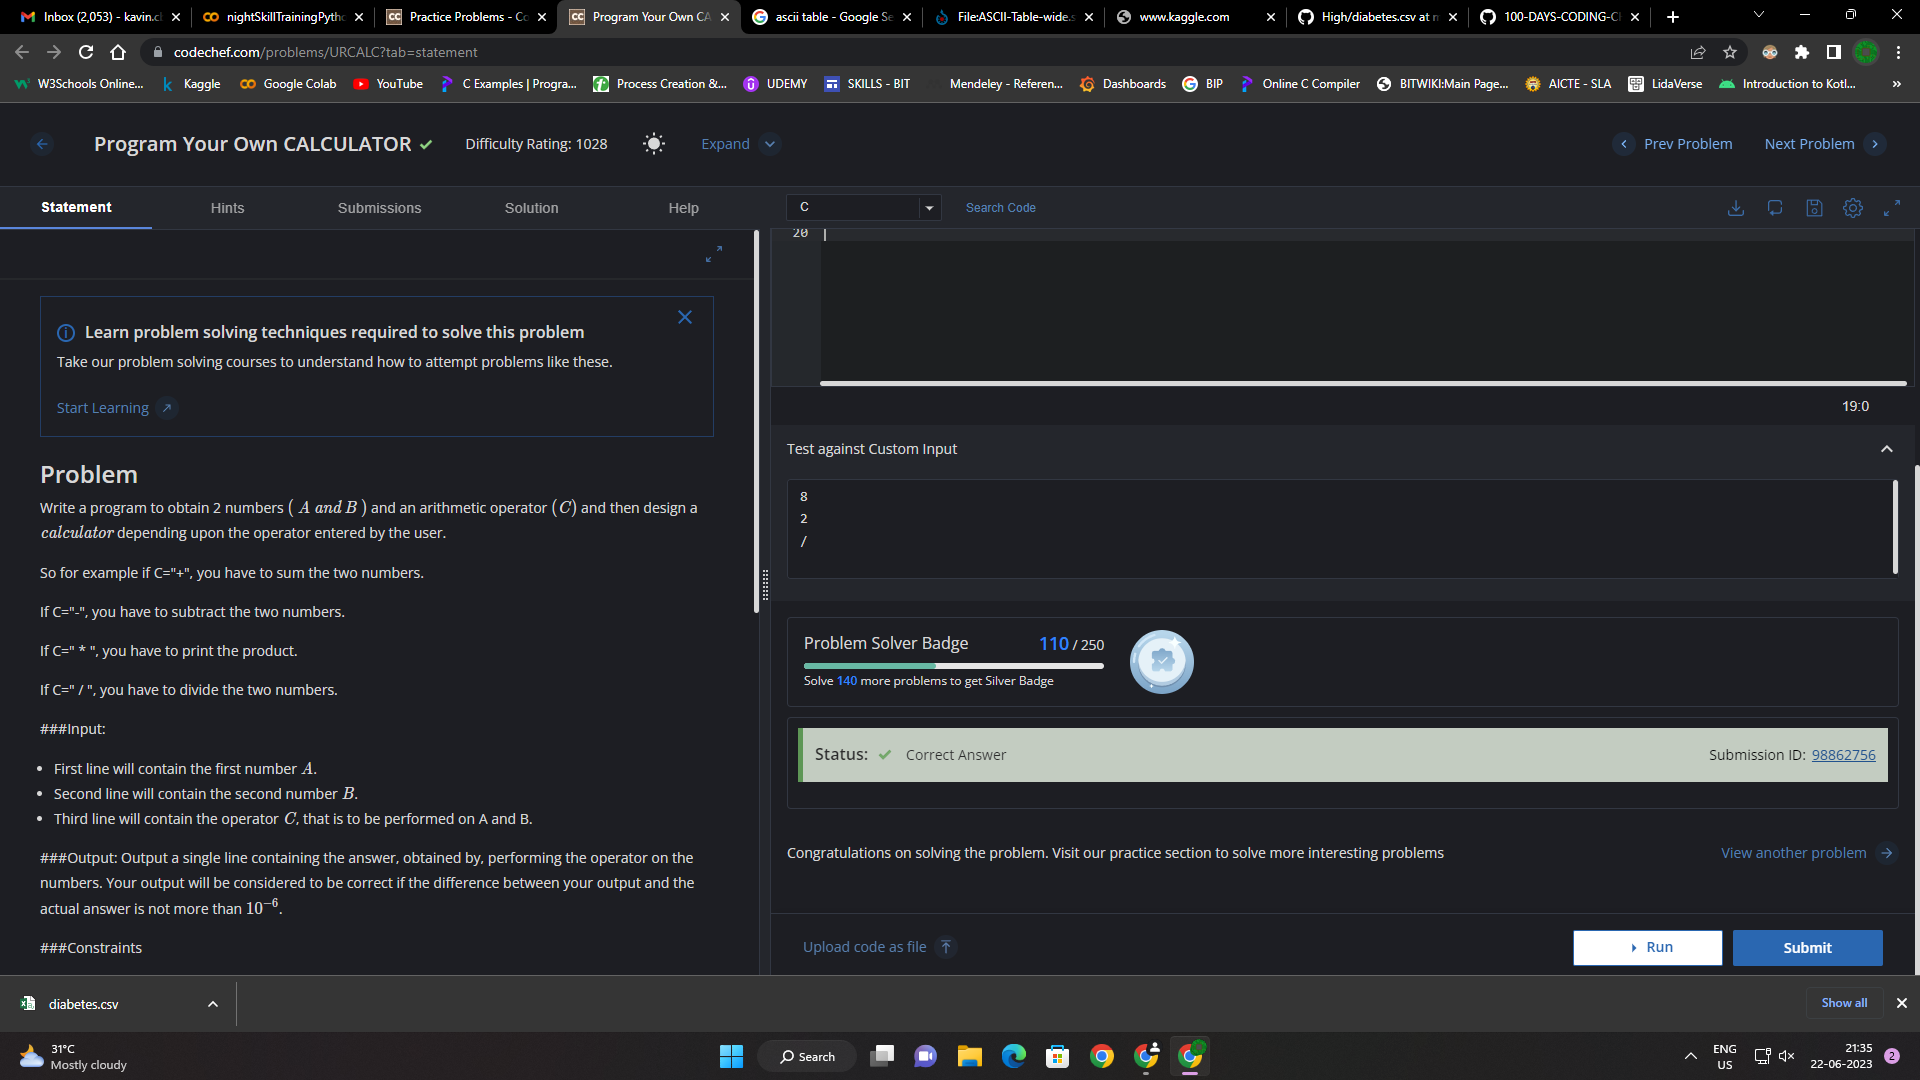 Inbox (2,053) - kavin.c
nightSkillTrainingPyth
Practice Problems - Co
Program Your Own CA
ascii table - Google Se
File:ASCII-Table-wide.s
www.kaggle.com
High/diabetes.csv at m
100-DAYS-CODING-C
codechef.com/problems/URCALC?tab=statement
W3Schools Online...
Kaggle
Google Colab
YouTube
C Examples | Progra...
Process Creation &...
UDEMY
SKILLS - BIT
Mendeley - Referen...
Dashboards
BIP
Online C Compiler
BITWIKI:Main Page...
AICTE - SLA
LidaVerse
Introduction to Kotl...
»
Program Your Own CALCULATOR
Difficulty Rating: 1028
Expand
Prev Problem
Next Problem
Statement
Hints
Submissions
Solution
Help
C
Search Code
20
Learn problem solving techniques required to solve this problem
Take our problem solving courses to understand how to attempt problems like these.
Start Learning
19:0
Problem
Write a program to obtain 2 numbers ( A and B ) and an arithmetic operator (C) and then design a
calculator depending upon the operator entered by the user.
So for example if C="+", you have to sum the two numbers.
If C="-", you have to subtract the two numbers.
If C=" * ", you have to print the product.
If C=" / ", you have to divide the two numbers.
###Input:
First line will contain the first number A.
Second line will contain the second number B.
Third line will contain the operator C, that is to be performed on A and B.
###Output: Output a single line containing the answer, obtained by, performing the operator on the
numbers. Your output will be considered to be correct if the difference between your output and the
actual answer is not more than 10⁻⁶.
###Constraints
Test against Custom Input
8
2
/
Problem Solver Badge
110 / 250
Solve 140 more problems to get Silver Badge
Status:
Correct Answer
Submission ID: 98862756
Congratulations on solving the problem. Visit our practice section to solve more interesting problems
View another problem
Upload code as file
Run
Submit
diabetes.csv
Show all
31°C
Mostly cloudy
Search
ENG
US
21:35
22-06-2023
2